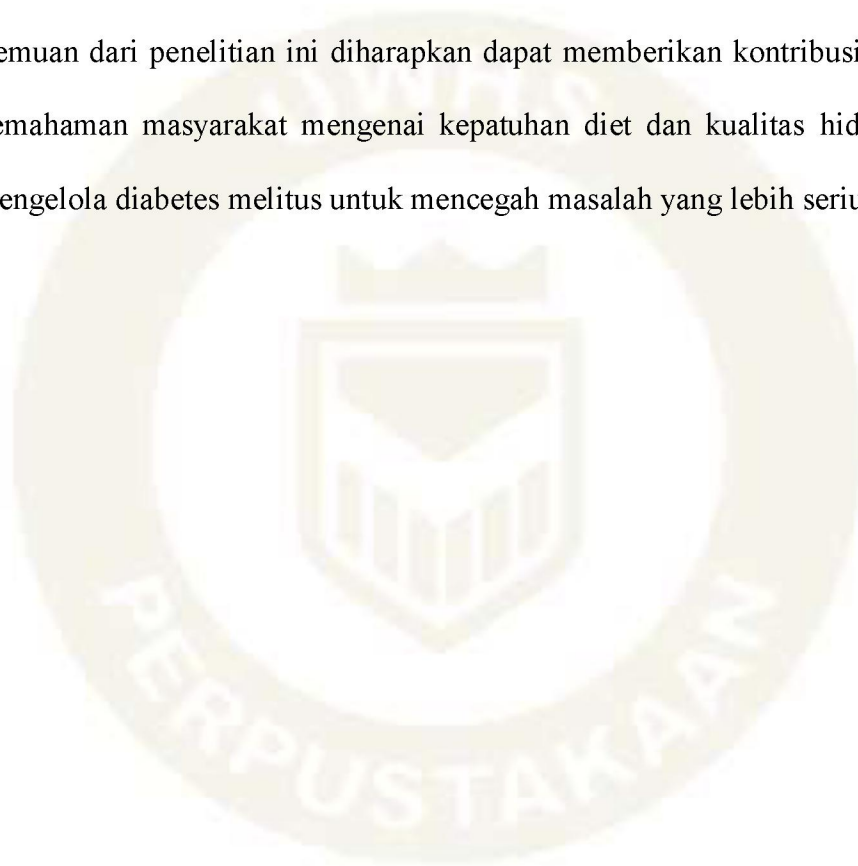 emuan dari penelitian ini diharapkan dapat memberikan kontribusi
emahaman masyarakat mengenai kepatuhan diet dan kualitas hid
engelola diabetes melitus untuk mencegah masalah yang lebih seriu
UWHS
PERPUSTAKAAN